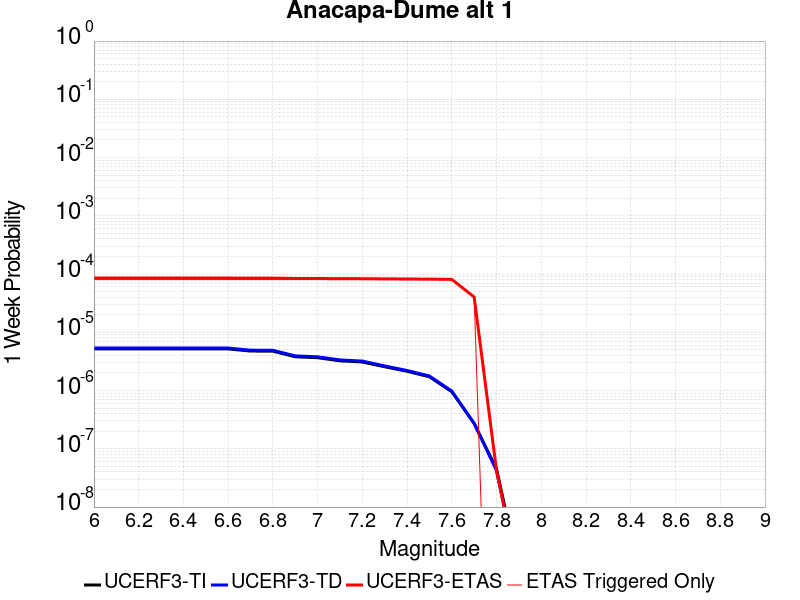 Anacapa-Dume alt 1
10^0
10^-1
10^-2
10^-3
10^-4
10^-5
10^-6
10^-7
10^-8
1 Week Probability
6 6.2 6.4 6.6 6.8 7 7.2 7.4 7.6 7.8 8 8.2 8.4 8.6 8.8 9
Magnitude
UCERF3-TI UCERF3-TD UCERF3-ETAS ETAS Triggered Only